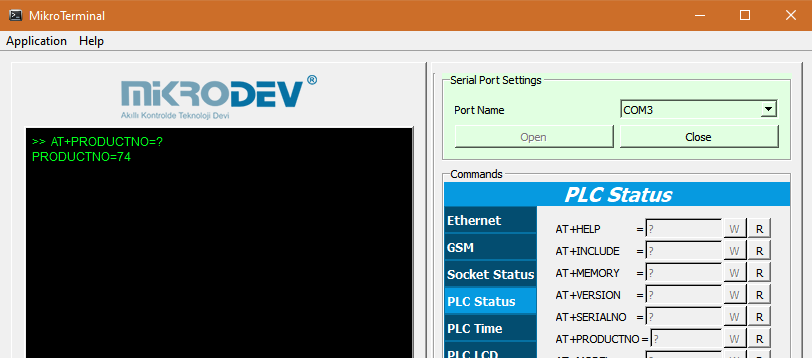 MikroTerminal
Application Help
MİKRODEV®
Akıllı Kontrolde Teknoloji Devi
>> AT+PRODUCTNO=?
PRODUCTNO=74
Serial Port Settings
Port Name COM3
Open Close
Commands
PLC Status
Ethernet
GSM
Socket Status
PLC Status
PLC Time
PLC LCD
AT+HELP = ? W R
AT+INCLUDE = ? W R
AT+MEMORY = ? W R
AT+VERSION = ? W R
AT+SERIALNO = ? W R
AT+PRODUCTNO = ? W R